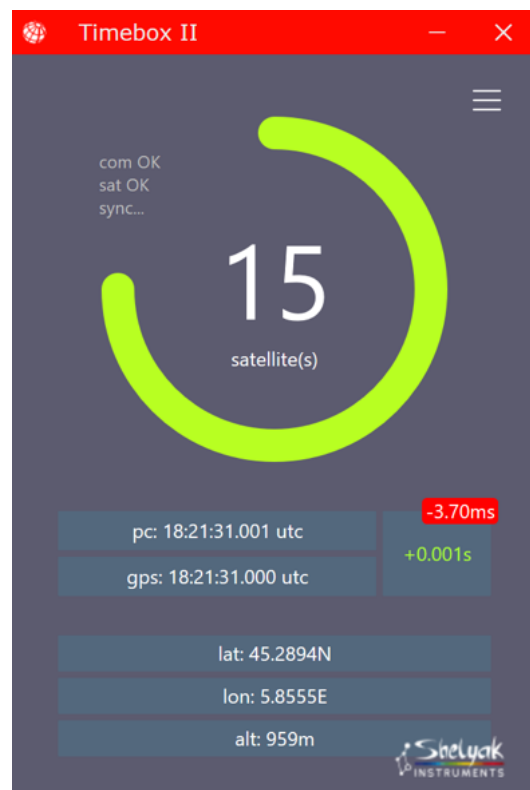 Timebox II
com OK
sat OK
sync...
15
satellite(s)
-3.70ms
pc: 18:21:31.001 utc
+0.001s
gps: 18:21:31.000 utc
lat: 45.2894N
lon: 5.8555E
alt: 959m
Shelyak
INSTRUMENTS